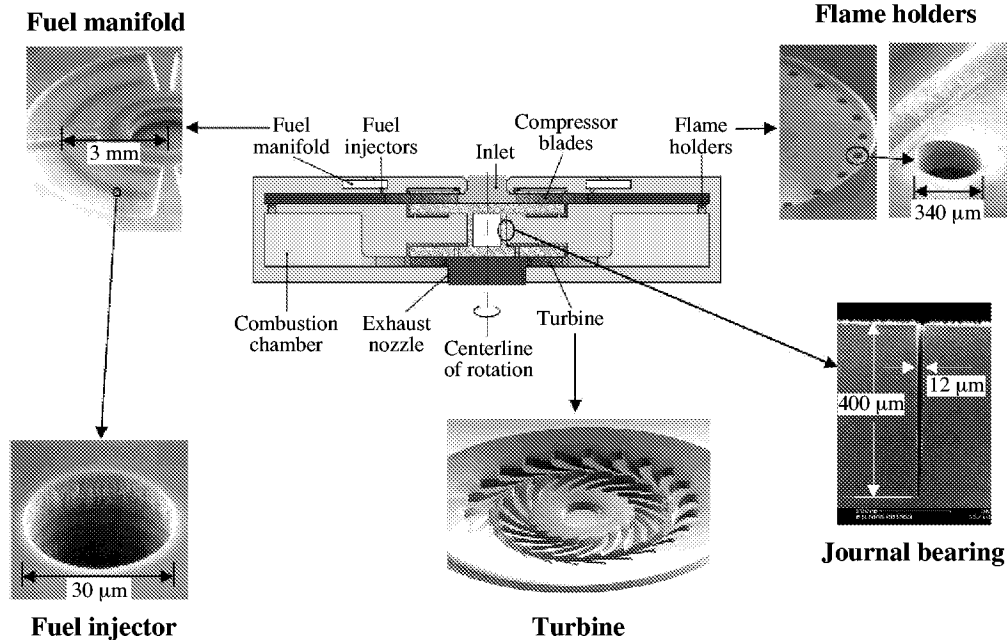 Fuel manifold
Flame holders
3 mm
Fuel
manifold
Fuel
injectors
Inlet
Compressor
blades
Flame
holders
340 μm
Combustion
chamber
Exhaust
nozzle
Centerline
of rotation
Turbine
12 μm
400 μm
30 μm
Fuel injector
Turbine
Journal bearing